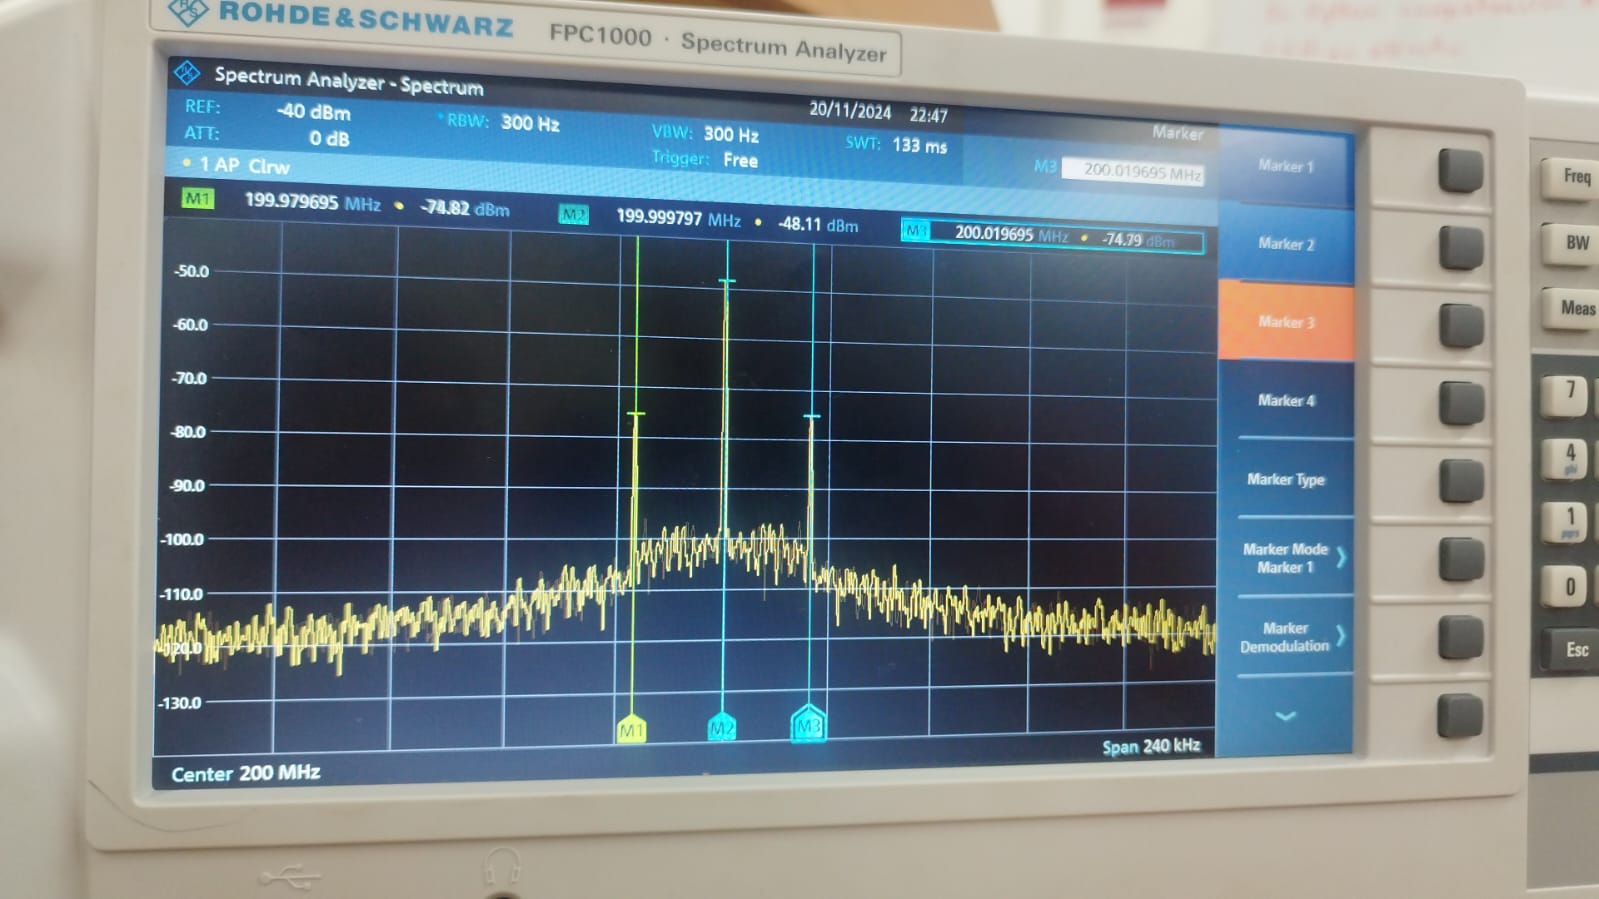 ROHDE&SCHWARZ FPC1000 · Spectrum Analyzer
Spectrum Analyzer - Spectrum
20/11/2024 22:47
REF: -40 dBm RBW: 300 Hz VBW: 300 Hz SWT: 133 ms
ATT: 0 dB Trigger: Free
Marker
M3 200.019695 MHz
1 AP Clrw
M1 199.979695 MHz -74.82 dBm M2 199.999797 MHz -48.11 dBm M3 200.019695 MHz -74.79 dBm
-50.0
-60.0
-70.0
-80.0
-90.0
-100.0
-110.0
-120.0
-130.0
M1 M2 M3
Center 200 MHz Span 240 kHz
Marker 1
Marker 2
Marker 3
Marker 4
Marker Type
Marker Mode
Marker 1
Marker
Demodulation
Freq
BW
Meas
7
4
ghi
1
pqrs
0
Esc